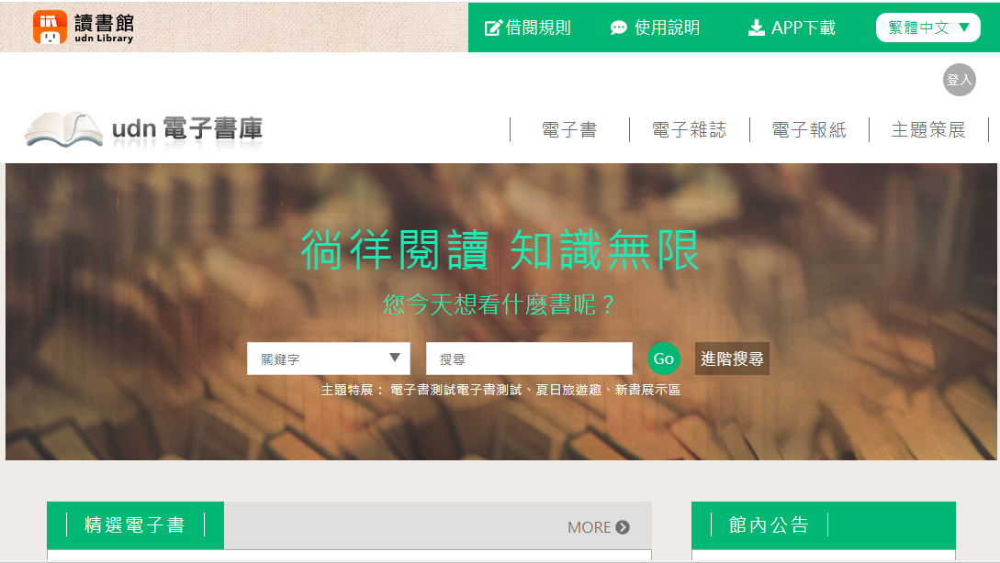 讀書館
udn Library
借閱規則 使用說明 APP下載 繁體中文
登入
udn 電子書庫
電子書 電子雜誌 電子報紙 主題策展
徜徉閱讀 知識無限
您今天想看什麼書呢？
關鍵字 搜尋 Go 進階搜尋
主題特展： 電子書測試電子書測試、夏日旅遊趣、新書展示區
精選電子書 MORE 館內公告